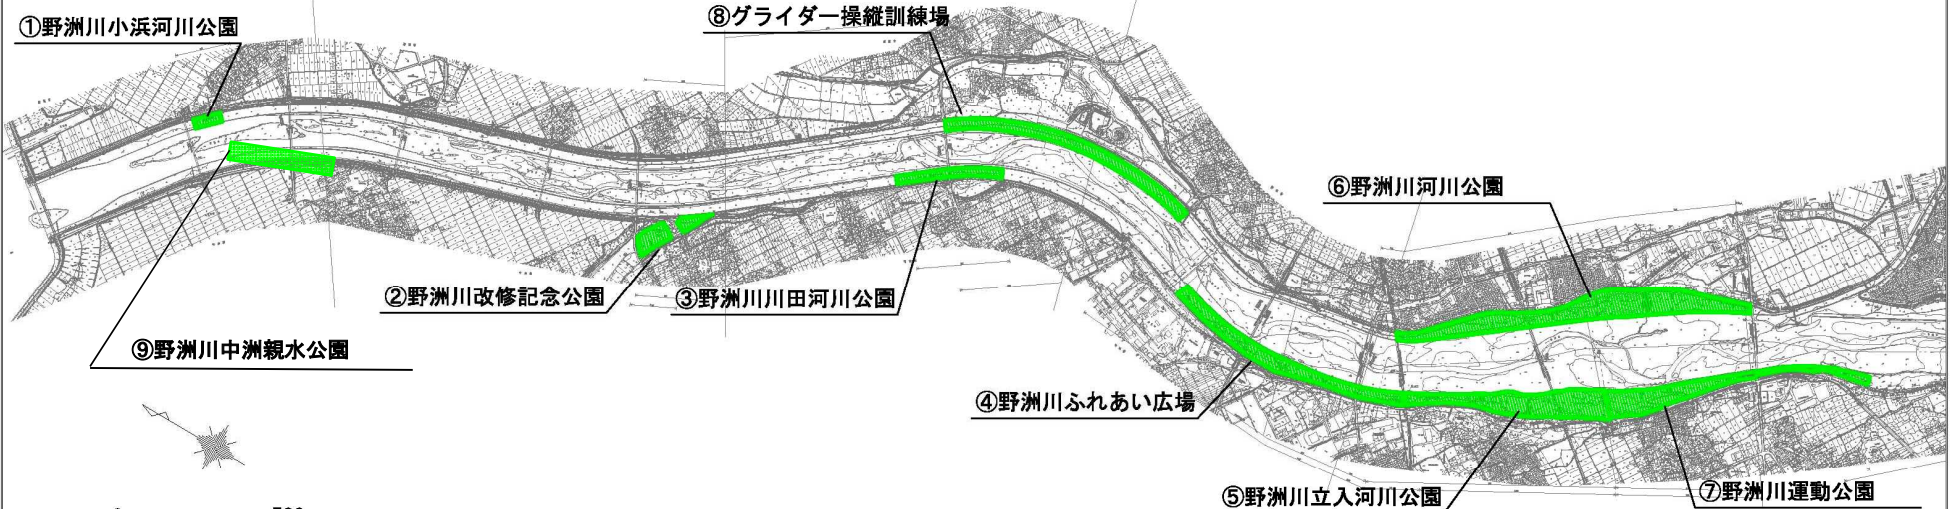 ①野洲川小浜河川公園
⑧グライダー操縦訓練場
⑥野洲川河川公園
②野洲川改修記念公園
③野洲川川田河川公園
⑨野洲川中洲親水公園
④野洲川ふれあい広場
⑤野洲川立入河川公園
⑦野洲川運動公園